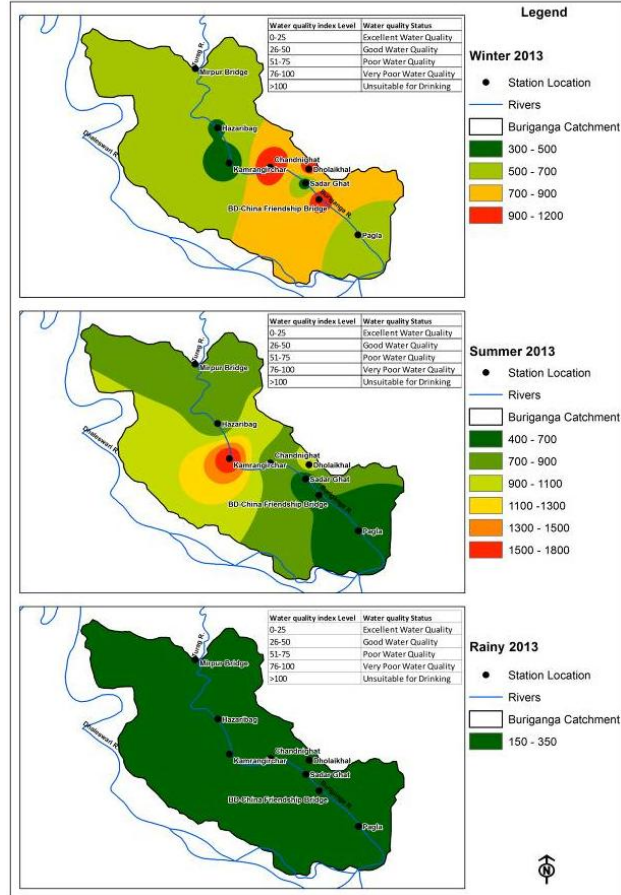 Legend
Water quality index Level Water quality Status
0-25 Excellent Water Quality
26-50 Good Water Quality
51-75 Poor Water Quality
76-100 Very Poor Water Quality
>100 Unsuitable for Drinking
Turag R.
Mirpur Bridge
Dhaleswari R.
Hazaribag
Chandnighat
Dholaikhal
Kamrangirchar
Sadar Ghat
Buriganga R.
BD-China Friendship Bridge
Pagla
Winter 2013
Station Location
Rivers
Buriganga Catchment
300 - 500
500 - 700
700 - 900
900 - 1200
Water quality index Level Water quality Status
0-25 Excellent Water Quality
26-50 Good Water Quality
51-75 Poor Water Quality
76-100 Very Poor Water Quality
>100 Unsuitable for Drinking
Turag R.
Mirpur Bridge
Dhaleswari R.
Hazaribag
Chandnighat
Dholaikhal
Kamrangirchar
Sadar Ghat
Buriganga R.
BD-China Friendship Bridge
Pagla
Summer 2013
Station Location
Rivers
Buriganga Catchment
400 - 700
700 - 900
900 - 1100
1100 -1300
1300 - 1500
1500 - 1800
Water quality index Level Water quality Status
0-25 Excellent Water Quality
26-50 Good Water Quality
51-75 Poor Water Quality
76-100 Very Poor Water Quality
>100 Unsuitable for Drinking
Turag R.
Mirpur Bridge
Dhaleswari R.
Hazaribag
Chandnighat
Dholaikhal
Kamrangirchar
Sadar Ghat
Buriganga R.
BD-China Friendship Bridge
Pagla
Rainy 2013
Station Location
Rivers
Buriganga Catchment
150 - 350
N